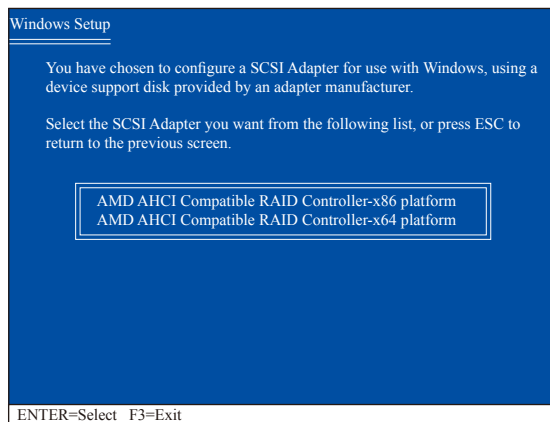 Windows Setup
You have chosen to configure a SCSI Adapter for use with Windows, using a
device support disk provided by an adapter manufacturer.
Select the SCSI Adapter you want from the following list, or press ESC to
return to the previous screen.
AMD AHCI Compatible RAID Controller-x86 platform
AMD AHCI Compatible RAID Controller-x64 platform
ENTER=Select F3=Exit